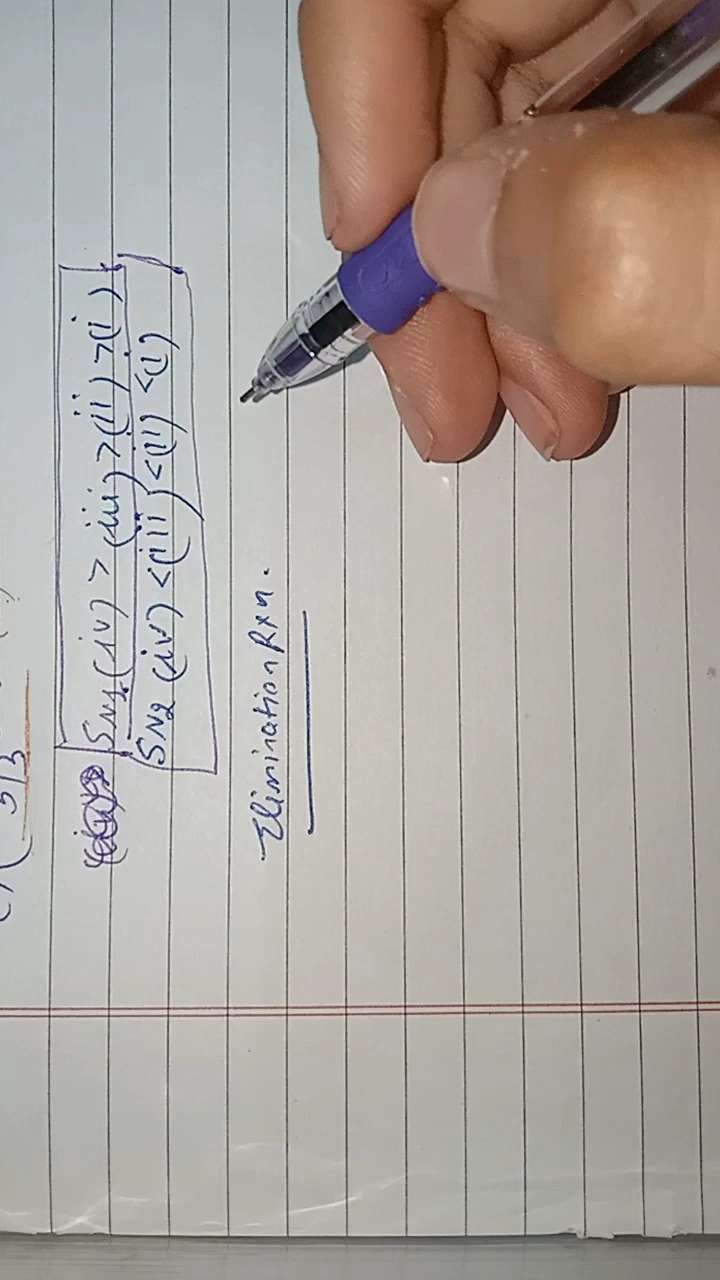 SN1 (iv) > (iii) > (ii) > (i)
SN2 (iv) < (iii) < (ii) < (i)
Elimination Rxn.